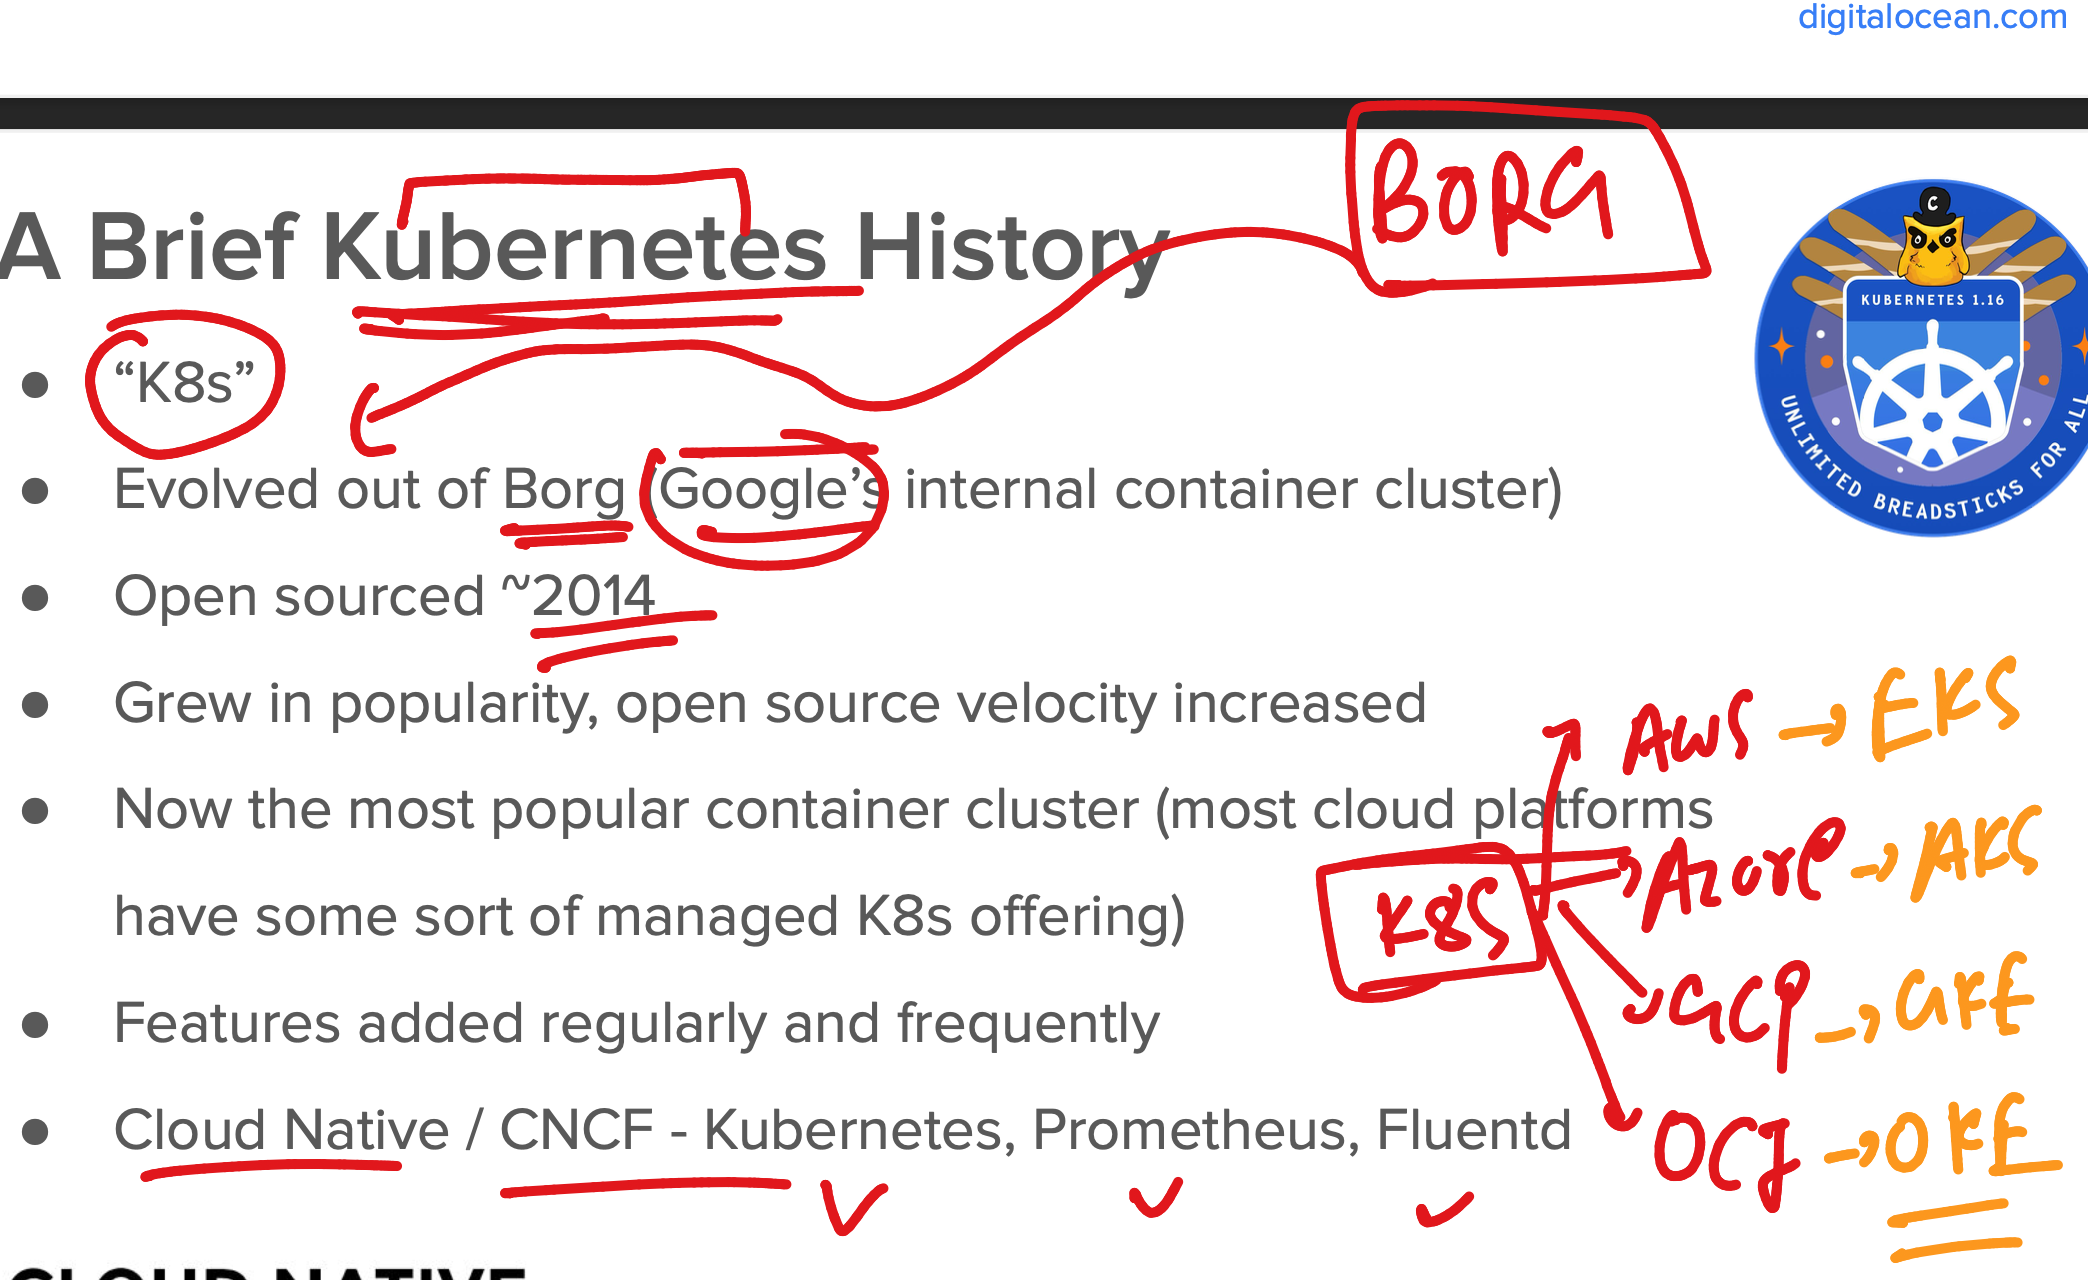 digitalocean.com
BORG
A Brief Kubernetes History
KUBERNETES 1.16
C
UNLIMITED BREADSTICKS FOR ALL
● “K8s”
● Evolved out of Borg (Google’s internal container cluster)
● Open sourced ~2014
● Grew in popularity, open source velocity increased
AWS → EKS
● Now the most popular container cluster (most cloud platforms
have some sort of managed K8s offering)
K8S
Azure → AKS
GCP → GKE
● Features added regularly and frequently
● Cloud Native / CNCF - Kubernetes, Prometheus, Fluentd
OCI → OKE
CLOUD NATIVE